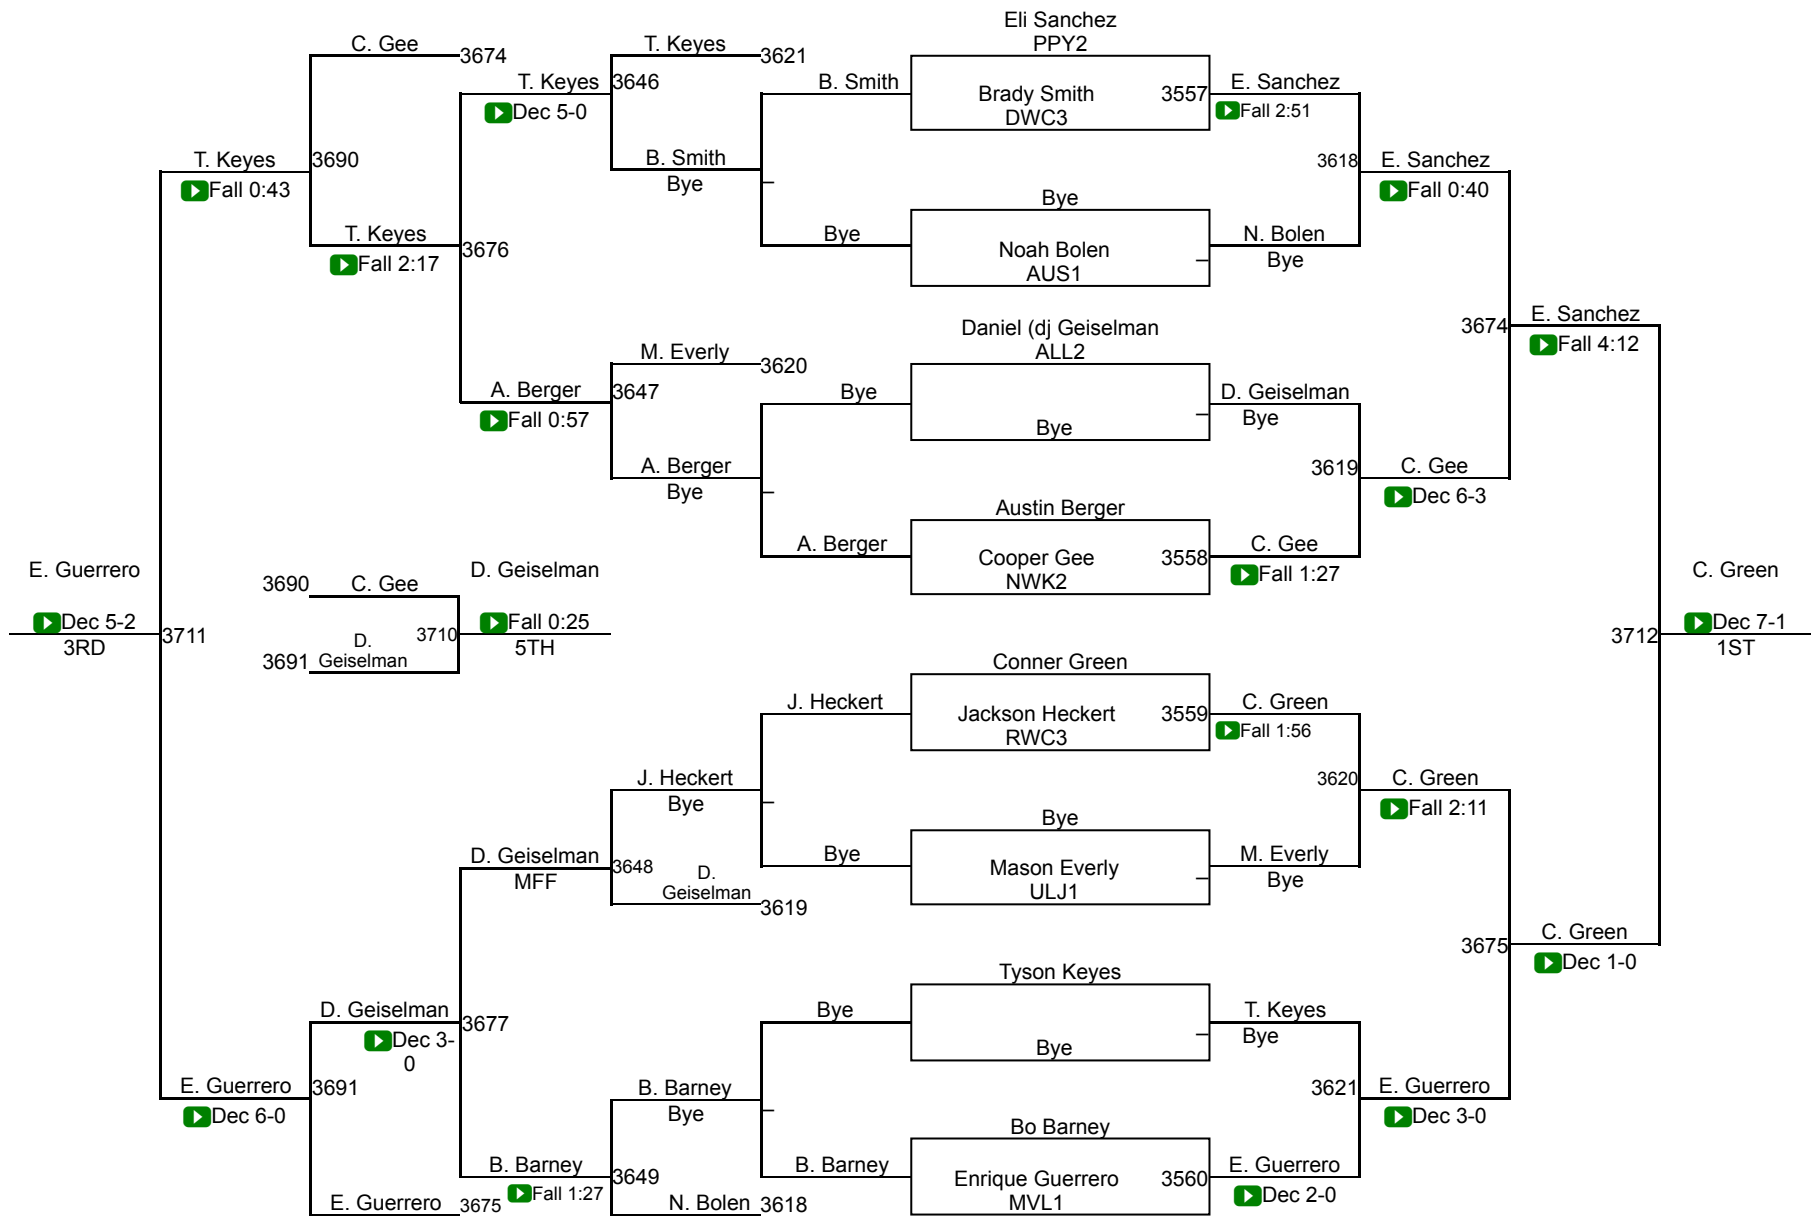 Eli Sanchez
PPY2
C. Gee
3674
T. Keyes
3621
T. Keyes
3646
Dec 5-0
B. Smith
Brady Smith
DWC3
3557
E. Sanchez
Fall 2:51
T. Keyes
Fall 0:43
3690
B. Smith
Bye
3618
E. Sanchez
Fall 0:40
Bye
T. Keyes
Fall 2:17
3676
Bye
Noah Bolen
AUS1
N. Bolen
Bye
Daniel (dj Geiselman
ALL2
3674
E. Sanchez
Fall 4:12
M. Everly
3620
A. Berger
Fall 0:57
3647
Bye
Bye
D. Geiselman
Bye
A. Berger
Bye
3619
C. Gee
Dec 6-3
Austin Berger
A. Berger
Cooper Gee
NWK2
3558
C. Gee
Fall 1:27
E. Guerrero
Dec 5-2
3RD
3711
3690
C. Gee
D. Geiselman
3691
D.
Geiselman
3710
Fall 0:25
5TH
C. Green
3712
Dec 7-1
1ST
Conner Green
J. Heckert
Jackson Heckert
RWC3
3559
C. Green
Fall 1:56
J. Heckert
Bye
3620
C. Green
Fall 2:11
Bye
D. Geiselman
MFF
3648
D.
Geiselman
3619
Bye
Mason Everly
ULJ1
M. Everly
Bye
3675
C. Green
Dec 1-0
Tyson Keyes
D. Geiselman
Dec 3-
0
3677
Bye
Bye
T. Keyes
Bye
E. Guerrero
Dec 6-0
3691
B. Barney
Bye
3621
E. Guerrero
Dec 3-0
Bo Barney
B. Barney
Fall 1:27
3649
B. Barney
Enrique Guerrero
MVL1
3560
E. Guerrero
Dec 2-0
E. Guerrero
3675
N. Bolen
3618